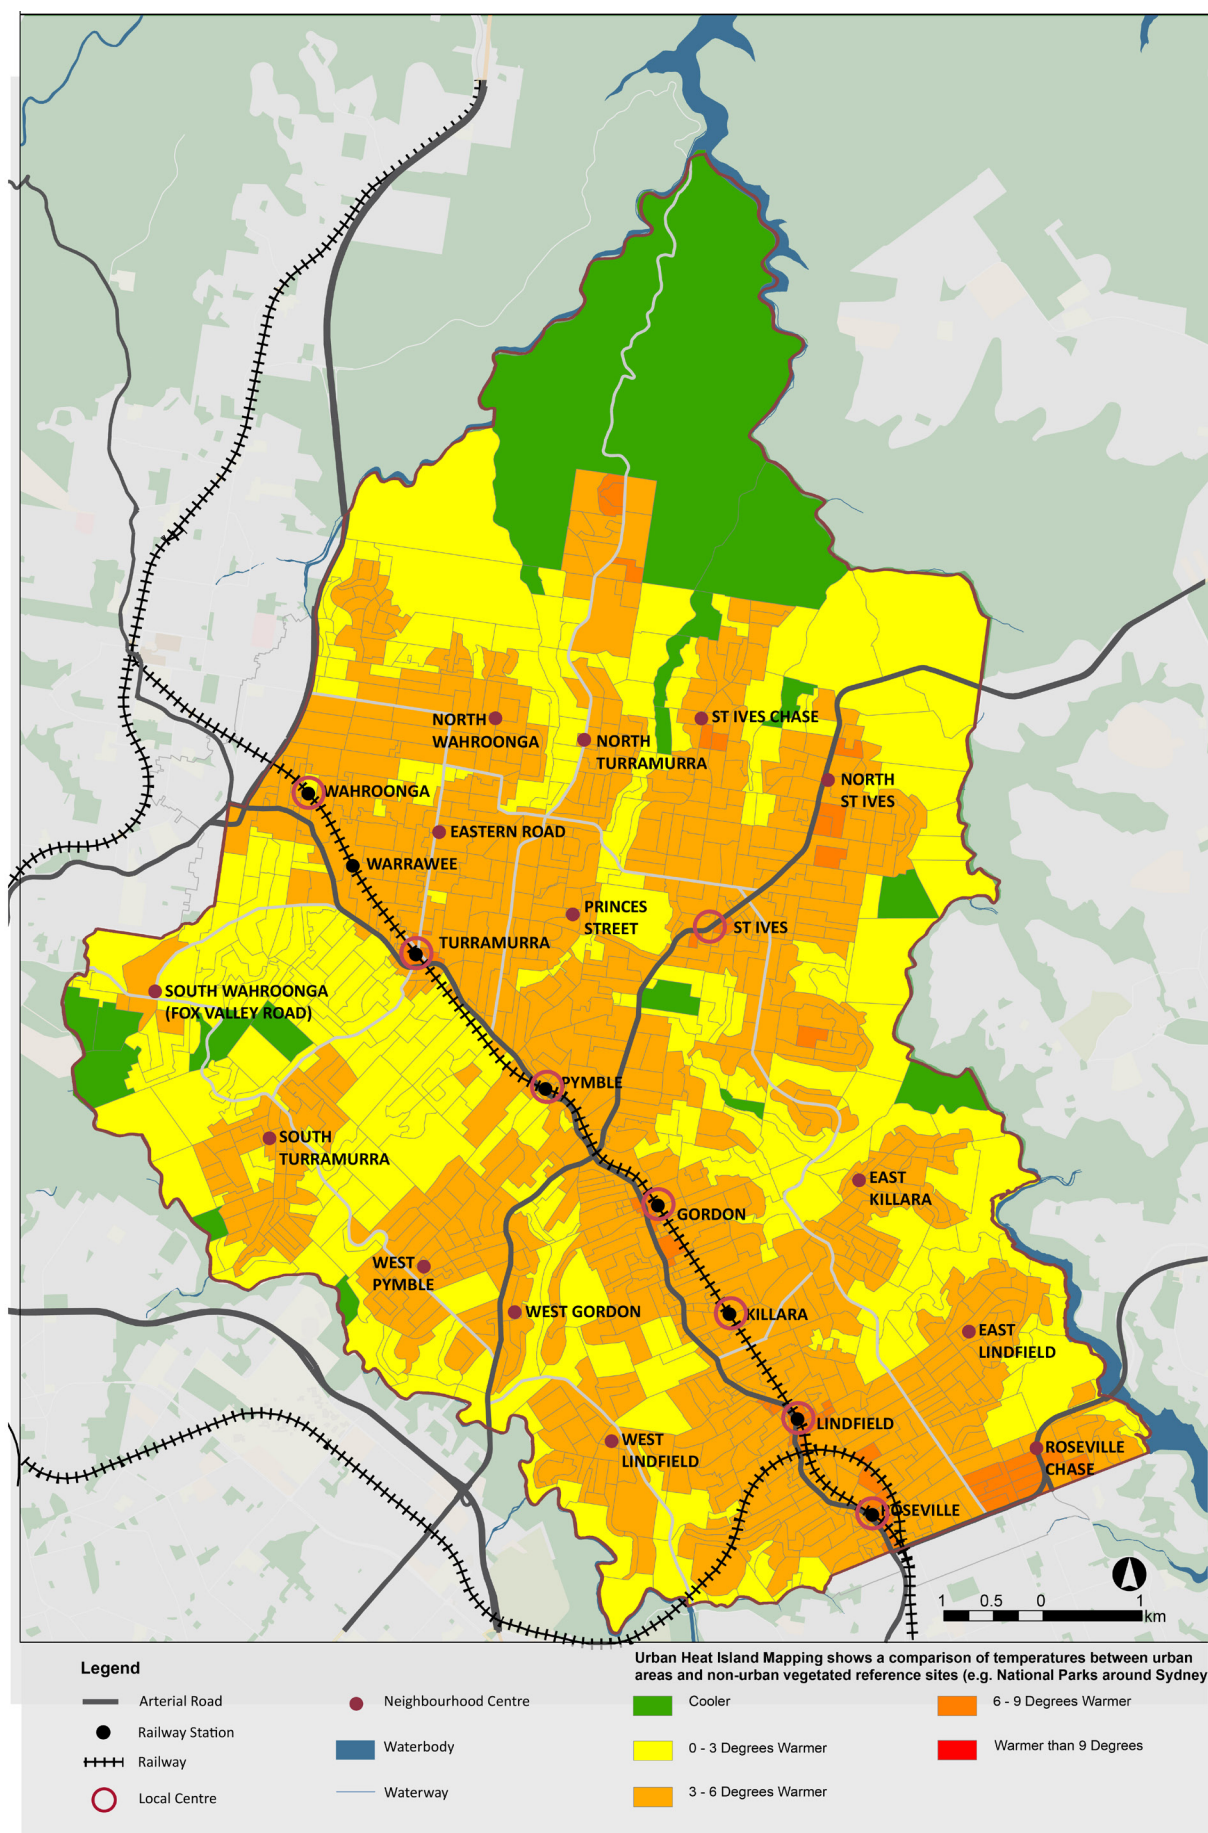 NORTH
WAHROONGA
ST IVES CHASE
NORTH
TURRAMURRA
NORTH
ST IVES
WAHROONGA
EASTERN ROAD
WARRAWEE
PRINCES
STREET
TURRAMURRA
ST IVES
SOUTH WAHROONGA
(FOX VALLEY ROAD)
PYMBLE
SOUTH
TURRAMURRA
EAST
KILLARA
GORDON
WEST
PYMBLE
WEST GORDON
KILLARA
EAST
LINDFIELD
LINDFIELD
WEST
LINDFIELD
ROSEVILLE
CHASE
ROSEVILLE
1 0.5 0 1
km
Legend
Arterial Road
Railway Station
Railway
Local Centre
Neighbourhood Centre
Waterbody
Waterway
Urban Heat Island Mapping shows a comparison of temperatures between urban
areas and non-urban vegetated reference sites (e.g. National Parks around Sydney
Cooler
0 - 3 Degrees Warmer
3 - 6 Degrees Warmer
6 - 9 Degrees Warmer
Warmer than 9 Degrees